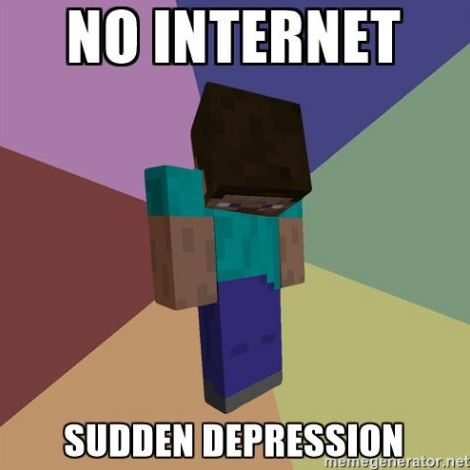 NO INTERNET
SUDDEN DEPRESSION
memegenerator.net